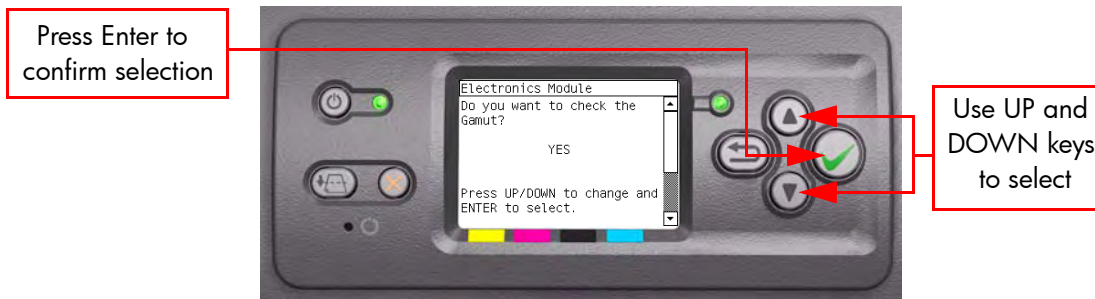 Press Enter to
confirm selection
Electronics Module
Do you want to check the
Gamut?
YES
Press UP/DOWN to change and
ENTER to select.
Use UP and
DOWN keys
to select